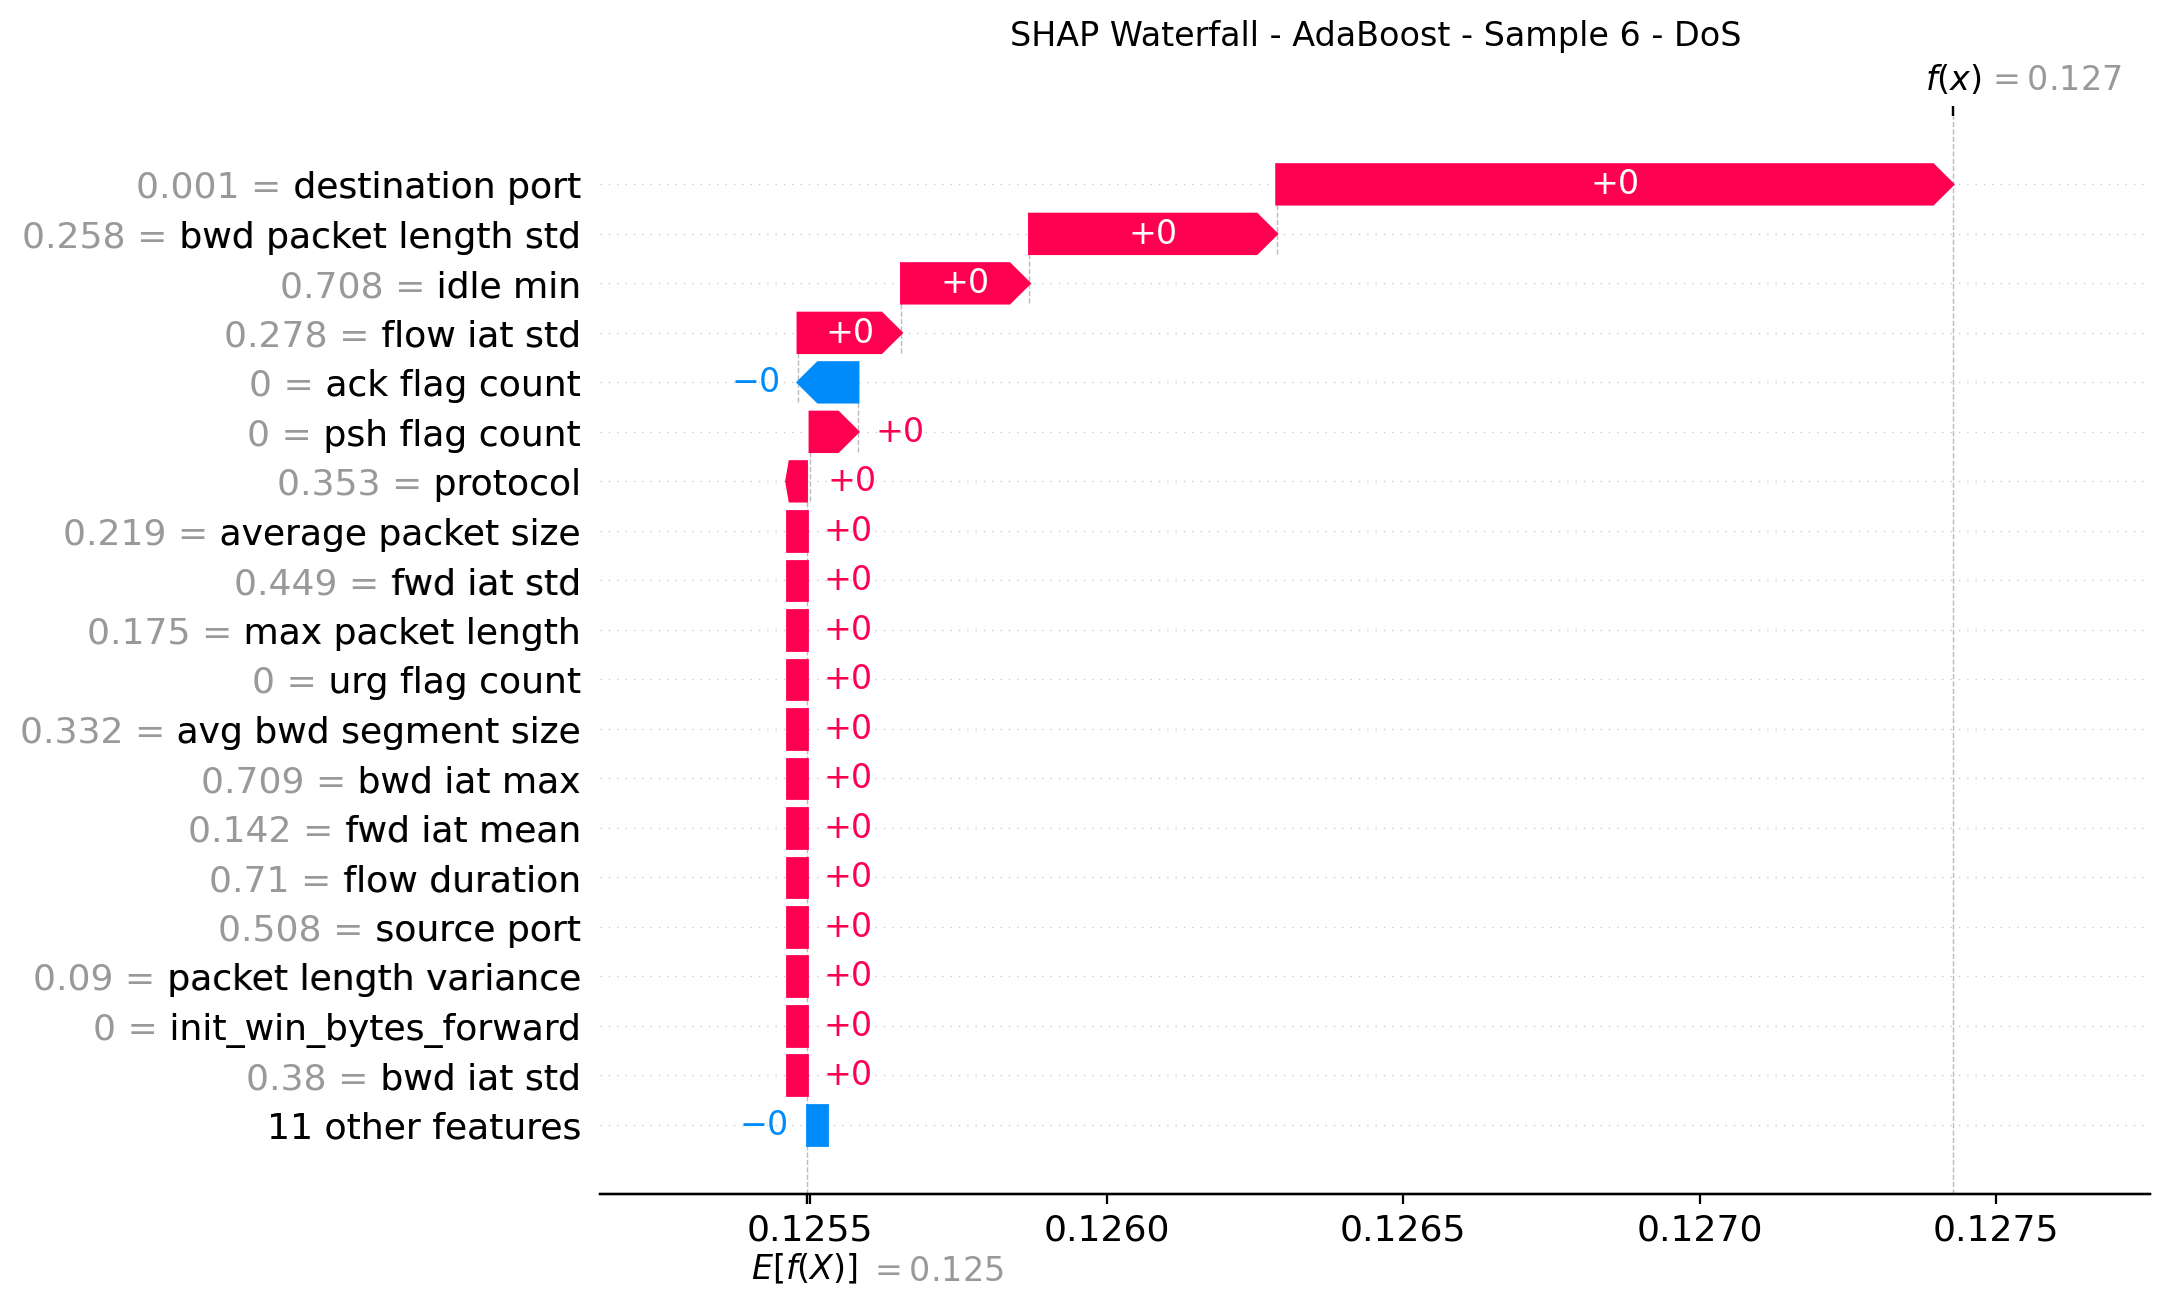 SHAP Waterfall - AdaBoost - Sample 6 - DoS
f(x) = 0.127
0.001 = destination port +0
0.258 = bwd packet length std +0
0.708 = idle min +0
0.278 = flow iat std +0
0 = ack flag count −0
0 = psh flag count +0
0.353 = protocol +0
0.219 = average packet size +0
0.449 = fwd iat std +0
0.175 = max packet length +0
0 = urg flag count +0
0.332 = avg bwd segment size +0
0.709 = bwd iat max +0
0.142 = fwd iat mean +0
0.71 = flow duration +0
0.508 = source port +0
0.09 = packet length variance +0
0 = init_win_bytes_forward +0
0.38 = bwd iat std +0
11 other features −0
0.1255 0.1260 0.1265 0.1270 0.1275
E[f(X)] = 0.125